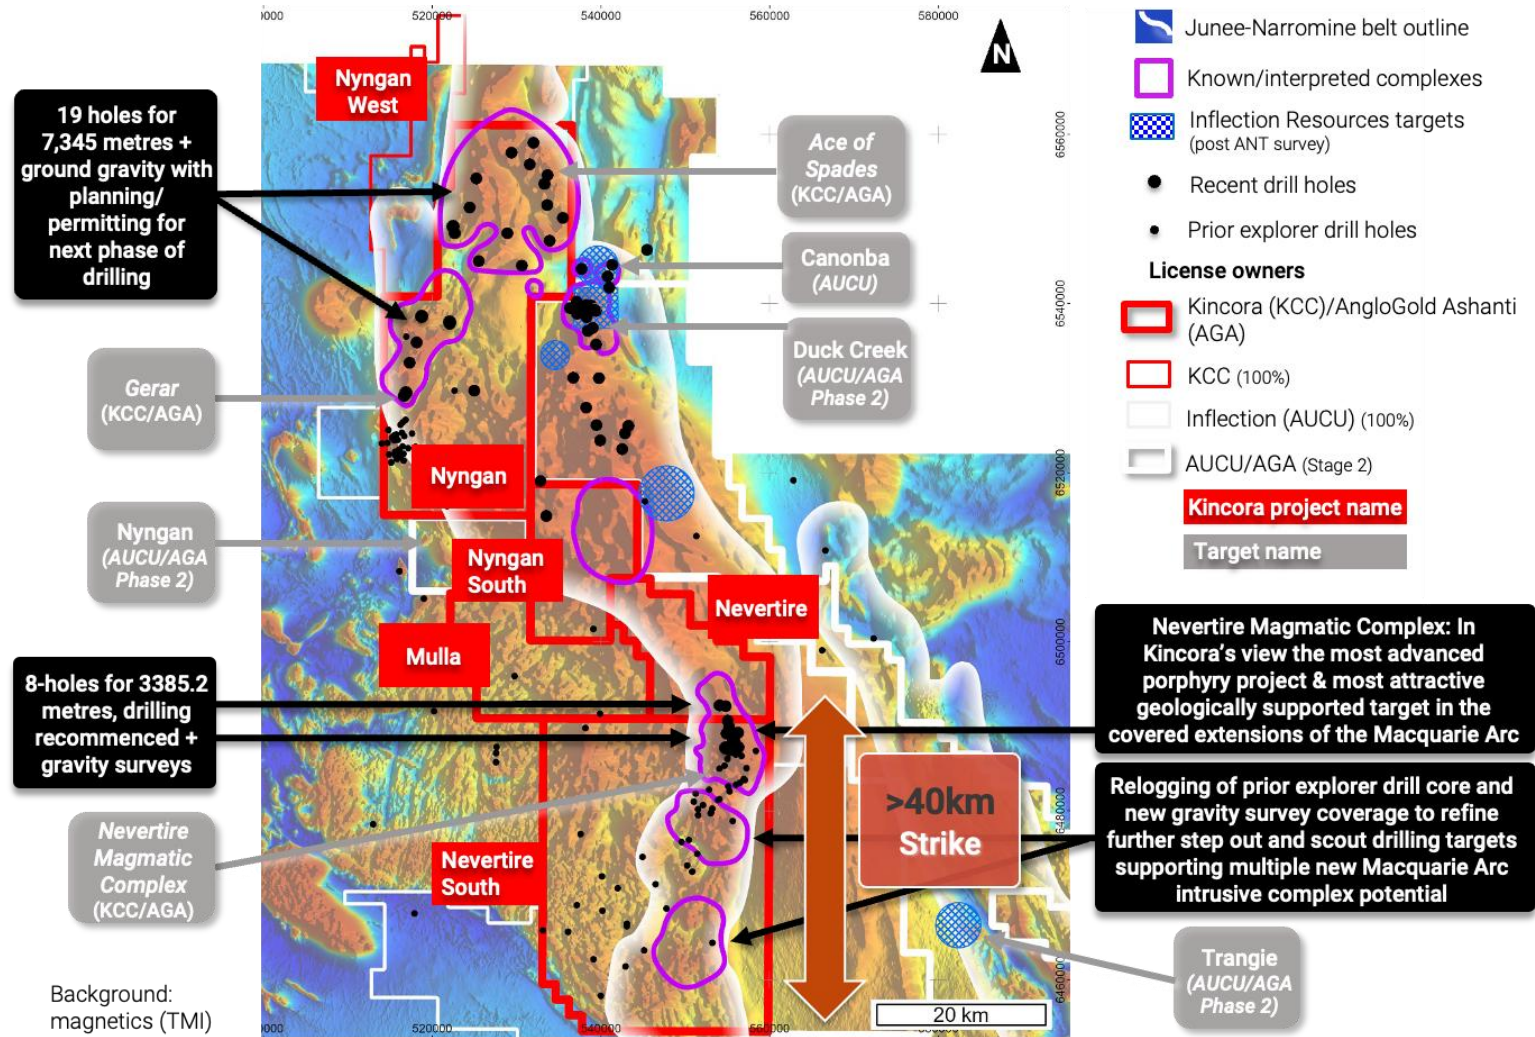 0000
520000
540000
560000
580000
N
Junee-Narromine belt outline
Known/interpreted complexes
Inflection Resources targets
(post ANT survey)
Recent drill holes
Prior explorer drill holes
License owners
Kincora (KCC)/AngloGold Ashanti
(AGA)
KCC (100%)
Inflection (AUCU) (100%)
AUCU/AGA (Stage 2)
Kincora project name
Target name
Nyngan
West
19 holes for
7,345 metres +
ground gravity with
planning/
permitting for
next phase of
drilling
Ace of
Spades
(KCC/AGA)
Canonba
(AUCU)
Duck Creek
(AUCU/AGA
Phase 2)
6560000
6540000
6520000
6500000
6480000
6460000
Gerar
(KCC/AGA)
Nyngan
Nyngan
(AUCU/AGA
Phase 2)
Nyngan
South
Nevertire
Mulla
8-holes for 3385.2
metres, drilling
recommenced +
gravity surveys
Nevertire Magmatic Complex: In
Kincora's view the most advanced
porphyry project & most attractive
geologically supported target in the
covered extensions of the Macquarie Arc
>40km
Strike
Relogging of prior explorer drill core and
new gravity survey coverage to refine
further step out and scout drilling targets
supporting multiple new Macquarie Arc
intrusive complex potential
Nevertire
Magmatic
Complex
(KCC/AGA)
Nevertire
South
Trangie
(AUCU/AGA
Phase 2)
Background:
magnetics (TMI)
20 km
0000
520000
540000
560000